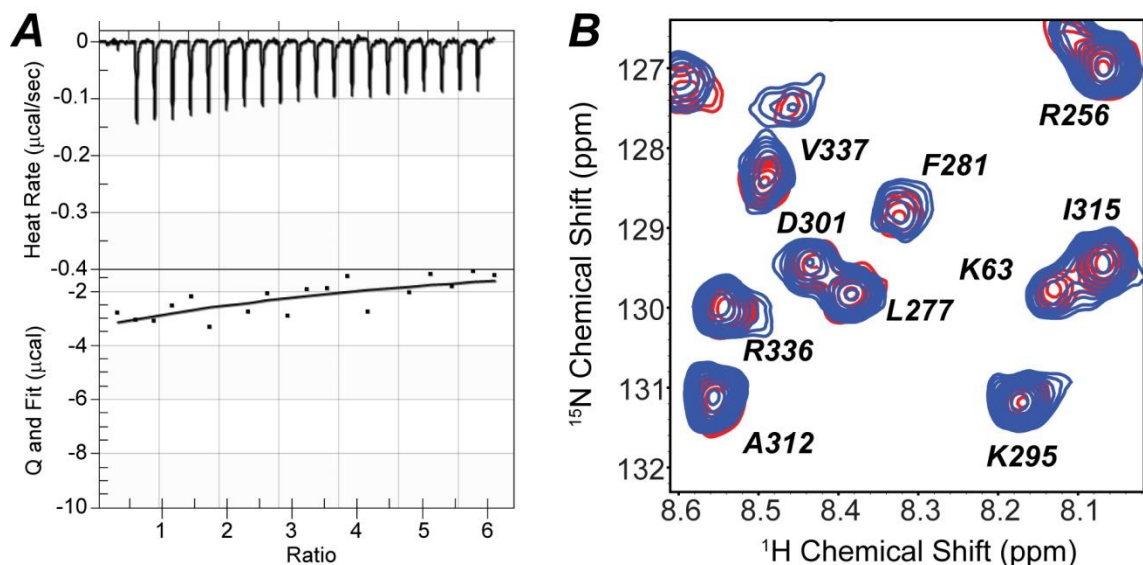 A
Heat Rate (μcal/sec)
0
-0.1
-0.2
-0.3
-0.4
Q and Fit (μcal)
-2
-4
-6
-8
-10
1 2 3 4 5 6
Ratio
B
¹⁵N Chemical Shift (ppm)
127
128
129
130
131
132
R256
V337
F281
D301
I315
K63
L277
R336
A312
K295
8.6 8.5 8.4 8.3 8.2 8.1
¹H Chemical Shift (ppm)